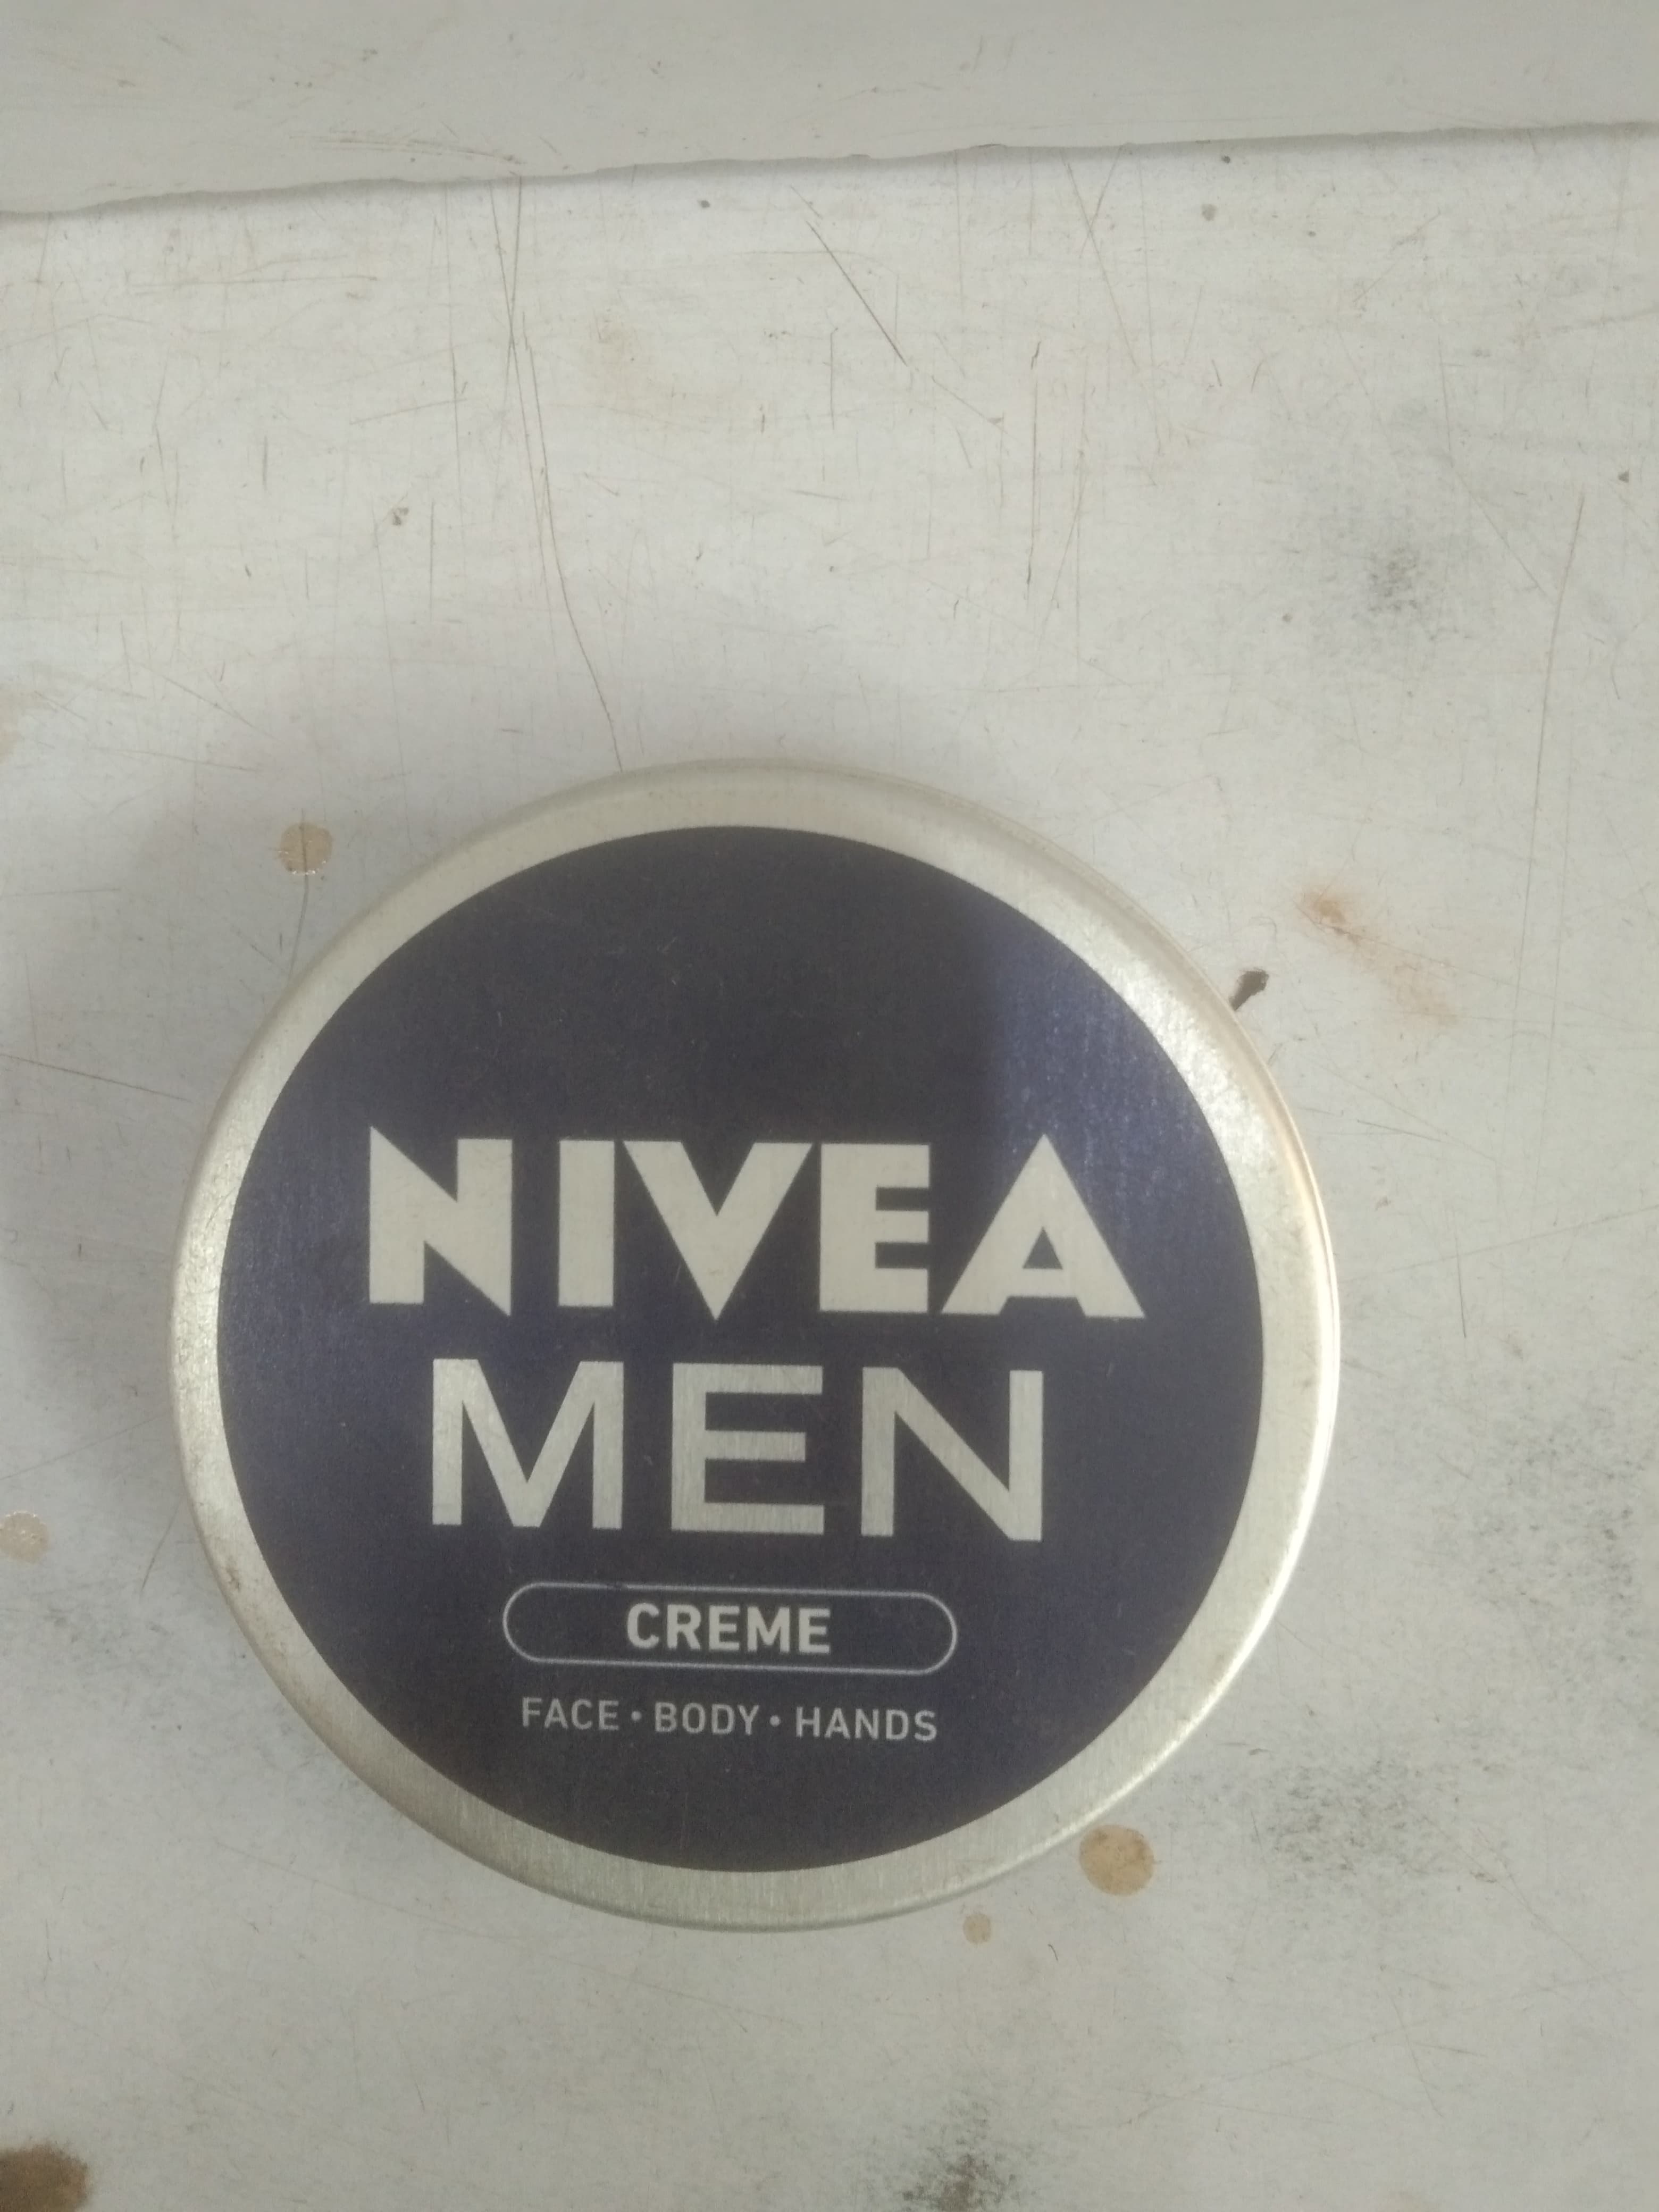 NIVEA
MEN
CREME
FACE • BODY • HANDS